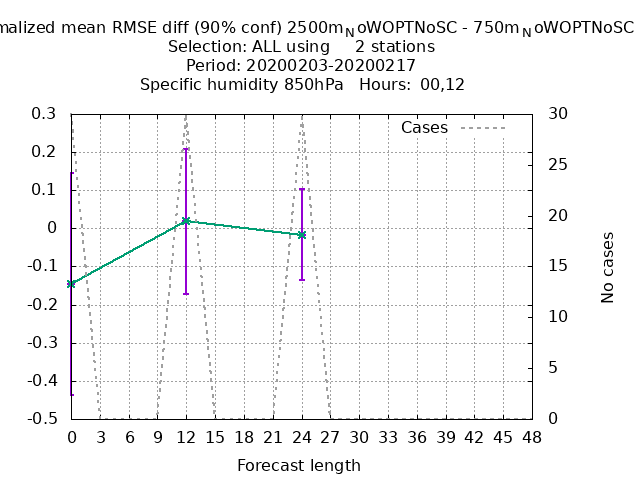 malized mean RMSE diff (90% conf) 2500mNoWOPTNoSC - 750mNoWOPTNoSC
Selection: ALL using 2 stations
Period: 20200203-20200217
Specific humidity 850hPa Hours: 00,12
Cases
0.3
0.2
0.1
0
-0.1
-0.2
-0.3
-0.4
-0.5
30
25
20
15
10
5
0
No cases
0 3 6 9 12 15 18 21 24 27 30 33 36 39 42 45 48
Forecast length